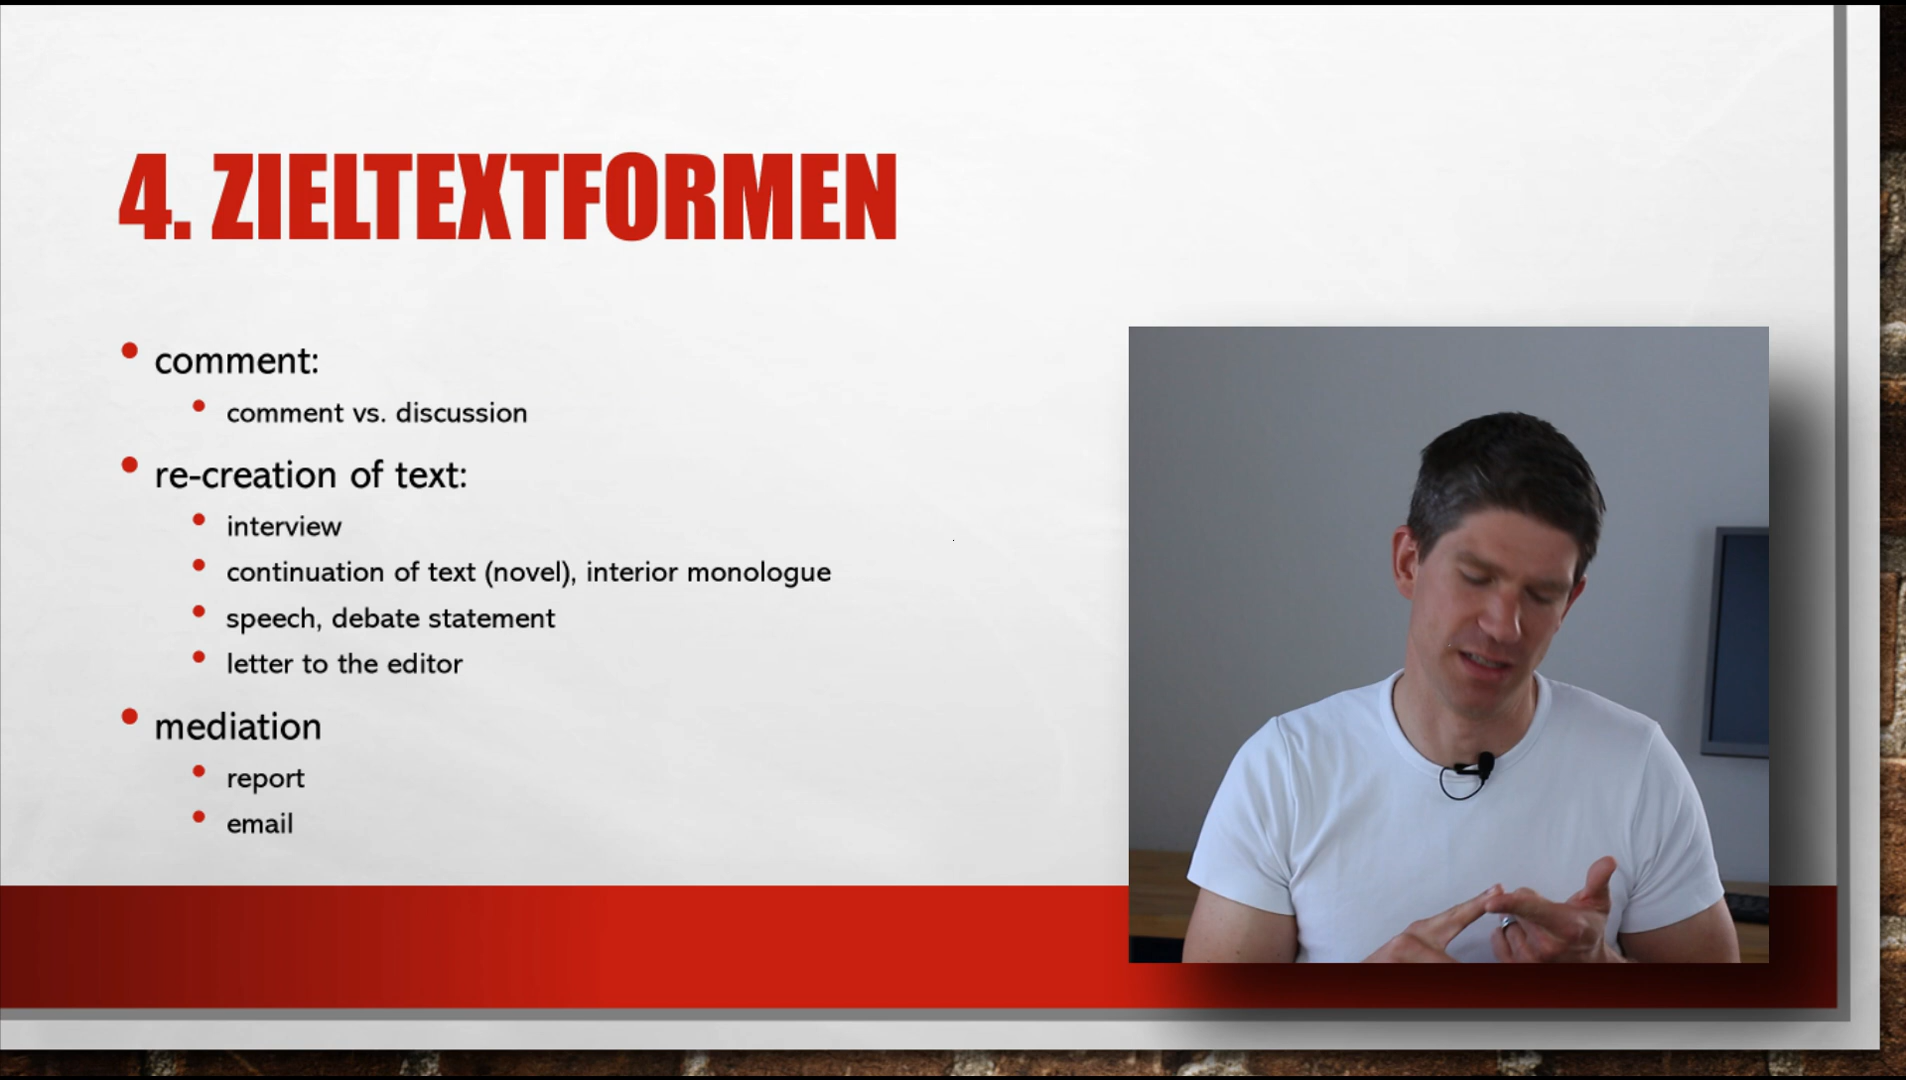 4. ZIELTEXTFORMEN
comment:
comment vs. discussion
re-creation of text:
interview
continuation of text (novel), interior monologue
speech, debate statement
letter to the editor
mediation
report
email